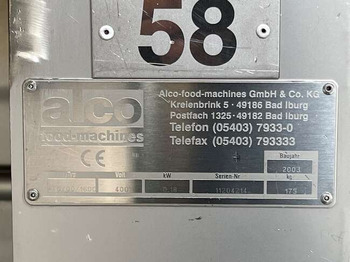 58
alco
food-machines
Alco-food-machines GmbH & Co. KG
Kreienbrink 5 · 49186 Bad Iburg
Postfach 1325 · 49182 Bad Iburg
Telefon (05403) 7933-0
Telefax (05403) 793333
CE
Baujahr
2003
Typ Volt kW Serien-Nr kg
400 175